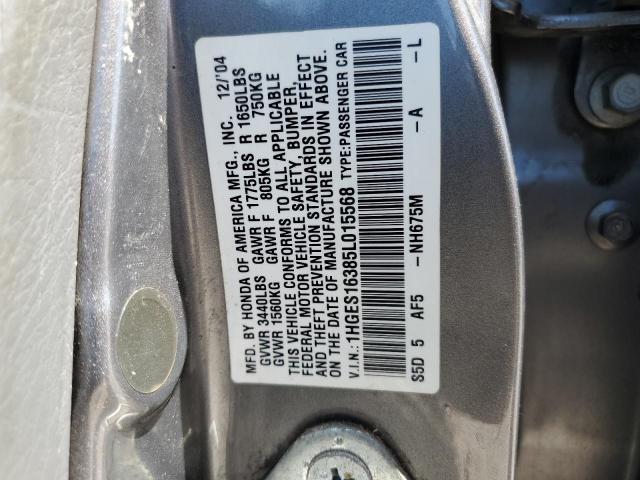 MFD. BY HONDA OF AMERICA MFG., INC. 12/'04
GVWR 3440LBS GAWR F 1775LBS R 1650LBS
GVWR 1560KG GAWR F 805KG R 750KG
THIS VEHICLE CONFORMS TO ALL APPLICABLE
FEDERAL MOTOR VEHICLE SAFETY, BUMPER,
AND THEFT PREVENTION STANDARDS IN EFFECT
ON THE DATE OF MANUFACTURE SHOWN ABOVE.
V.I.N.: 1HGES16385L015568 TYPE:PASSENGER CAR
S5D 5 AF5 -NH675M -A -L